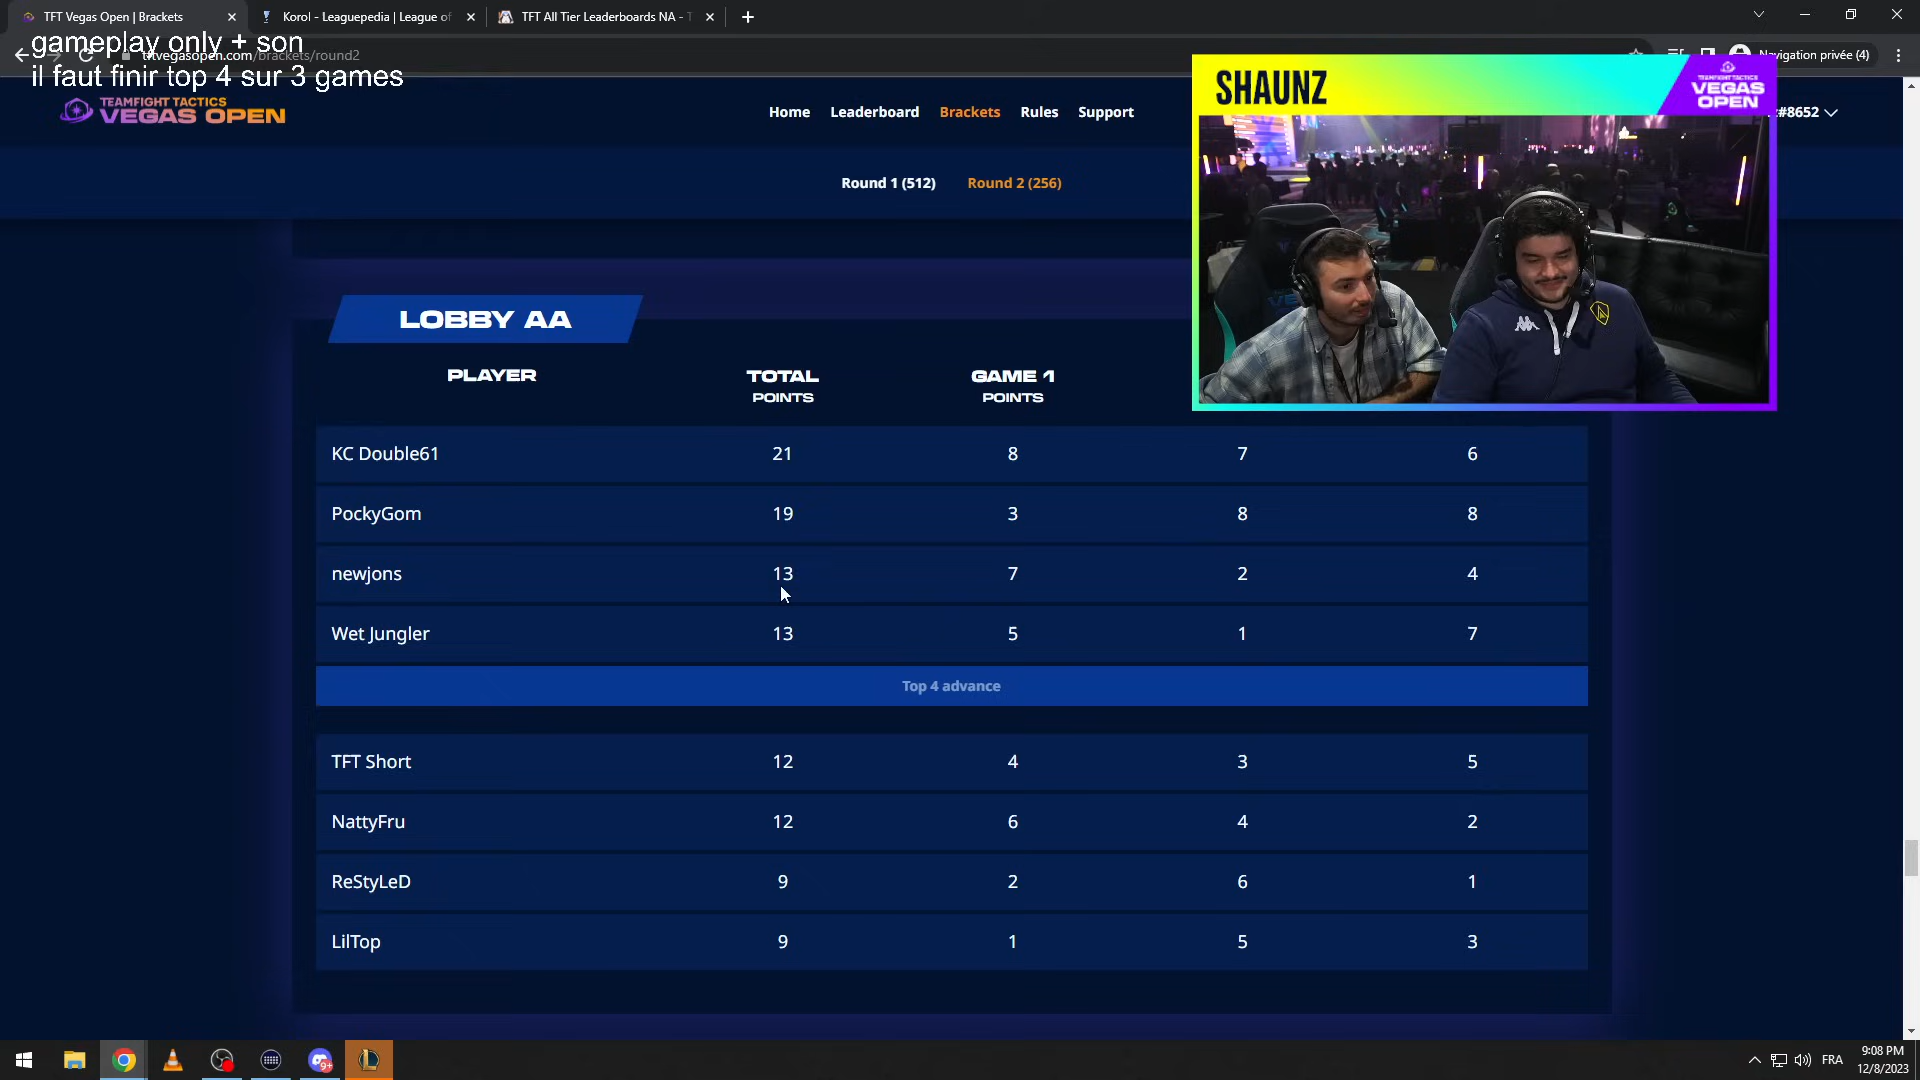 TFT Vegas Open | Brackets
Korol - Leaguepedia | League of
TFT All Tier Leaderboards NA - T
gameplay only + son
il faut finir top 4 sur 3 games
tftvegasopen.com/brackets/round2
Navigation privée (4)
TEAMFIGHT TACTICS
VEGAS OPEN
Home Leaderboard Brackets Rules Support
#8652
SHAUNZ
TEAMFIGHT TACTICS
VEGAS
OPEN
Round 1 (512) Round 2 (256)
LOBBY AA
PLAYER TOTAL POINTS GAME 1 POINTS
KC Double61 21 8 7 6
PockyGom 19 3 8 8
newjons 13 7 2 4
Wet Jungler 13 5 1 7
Top 4 advance
TFT Short 12 4 3 5
NattyFru 12 6 4 2
ReStyLeD 9 2 6 1
LilTop 9 1 5 3
9+
FRA
9:08 PM
12/8/2023